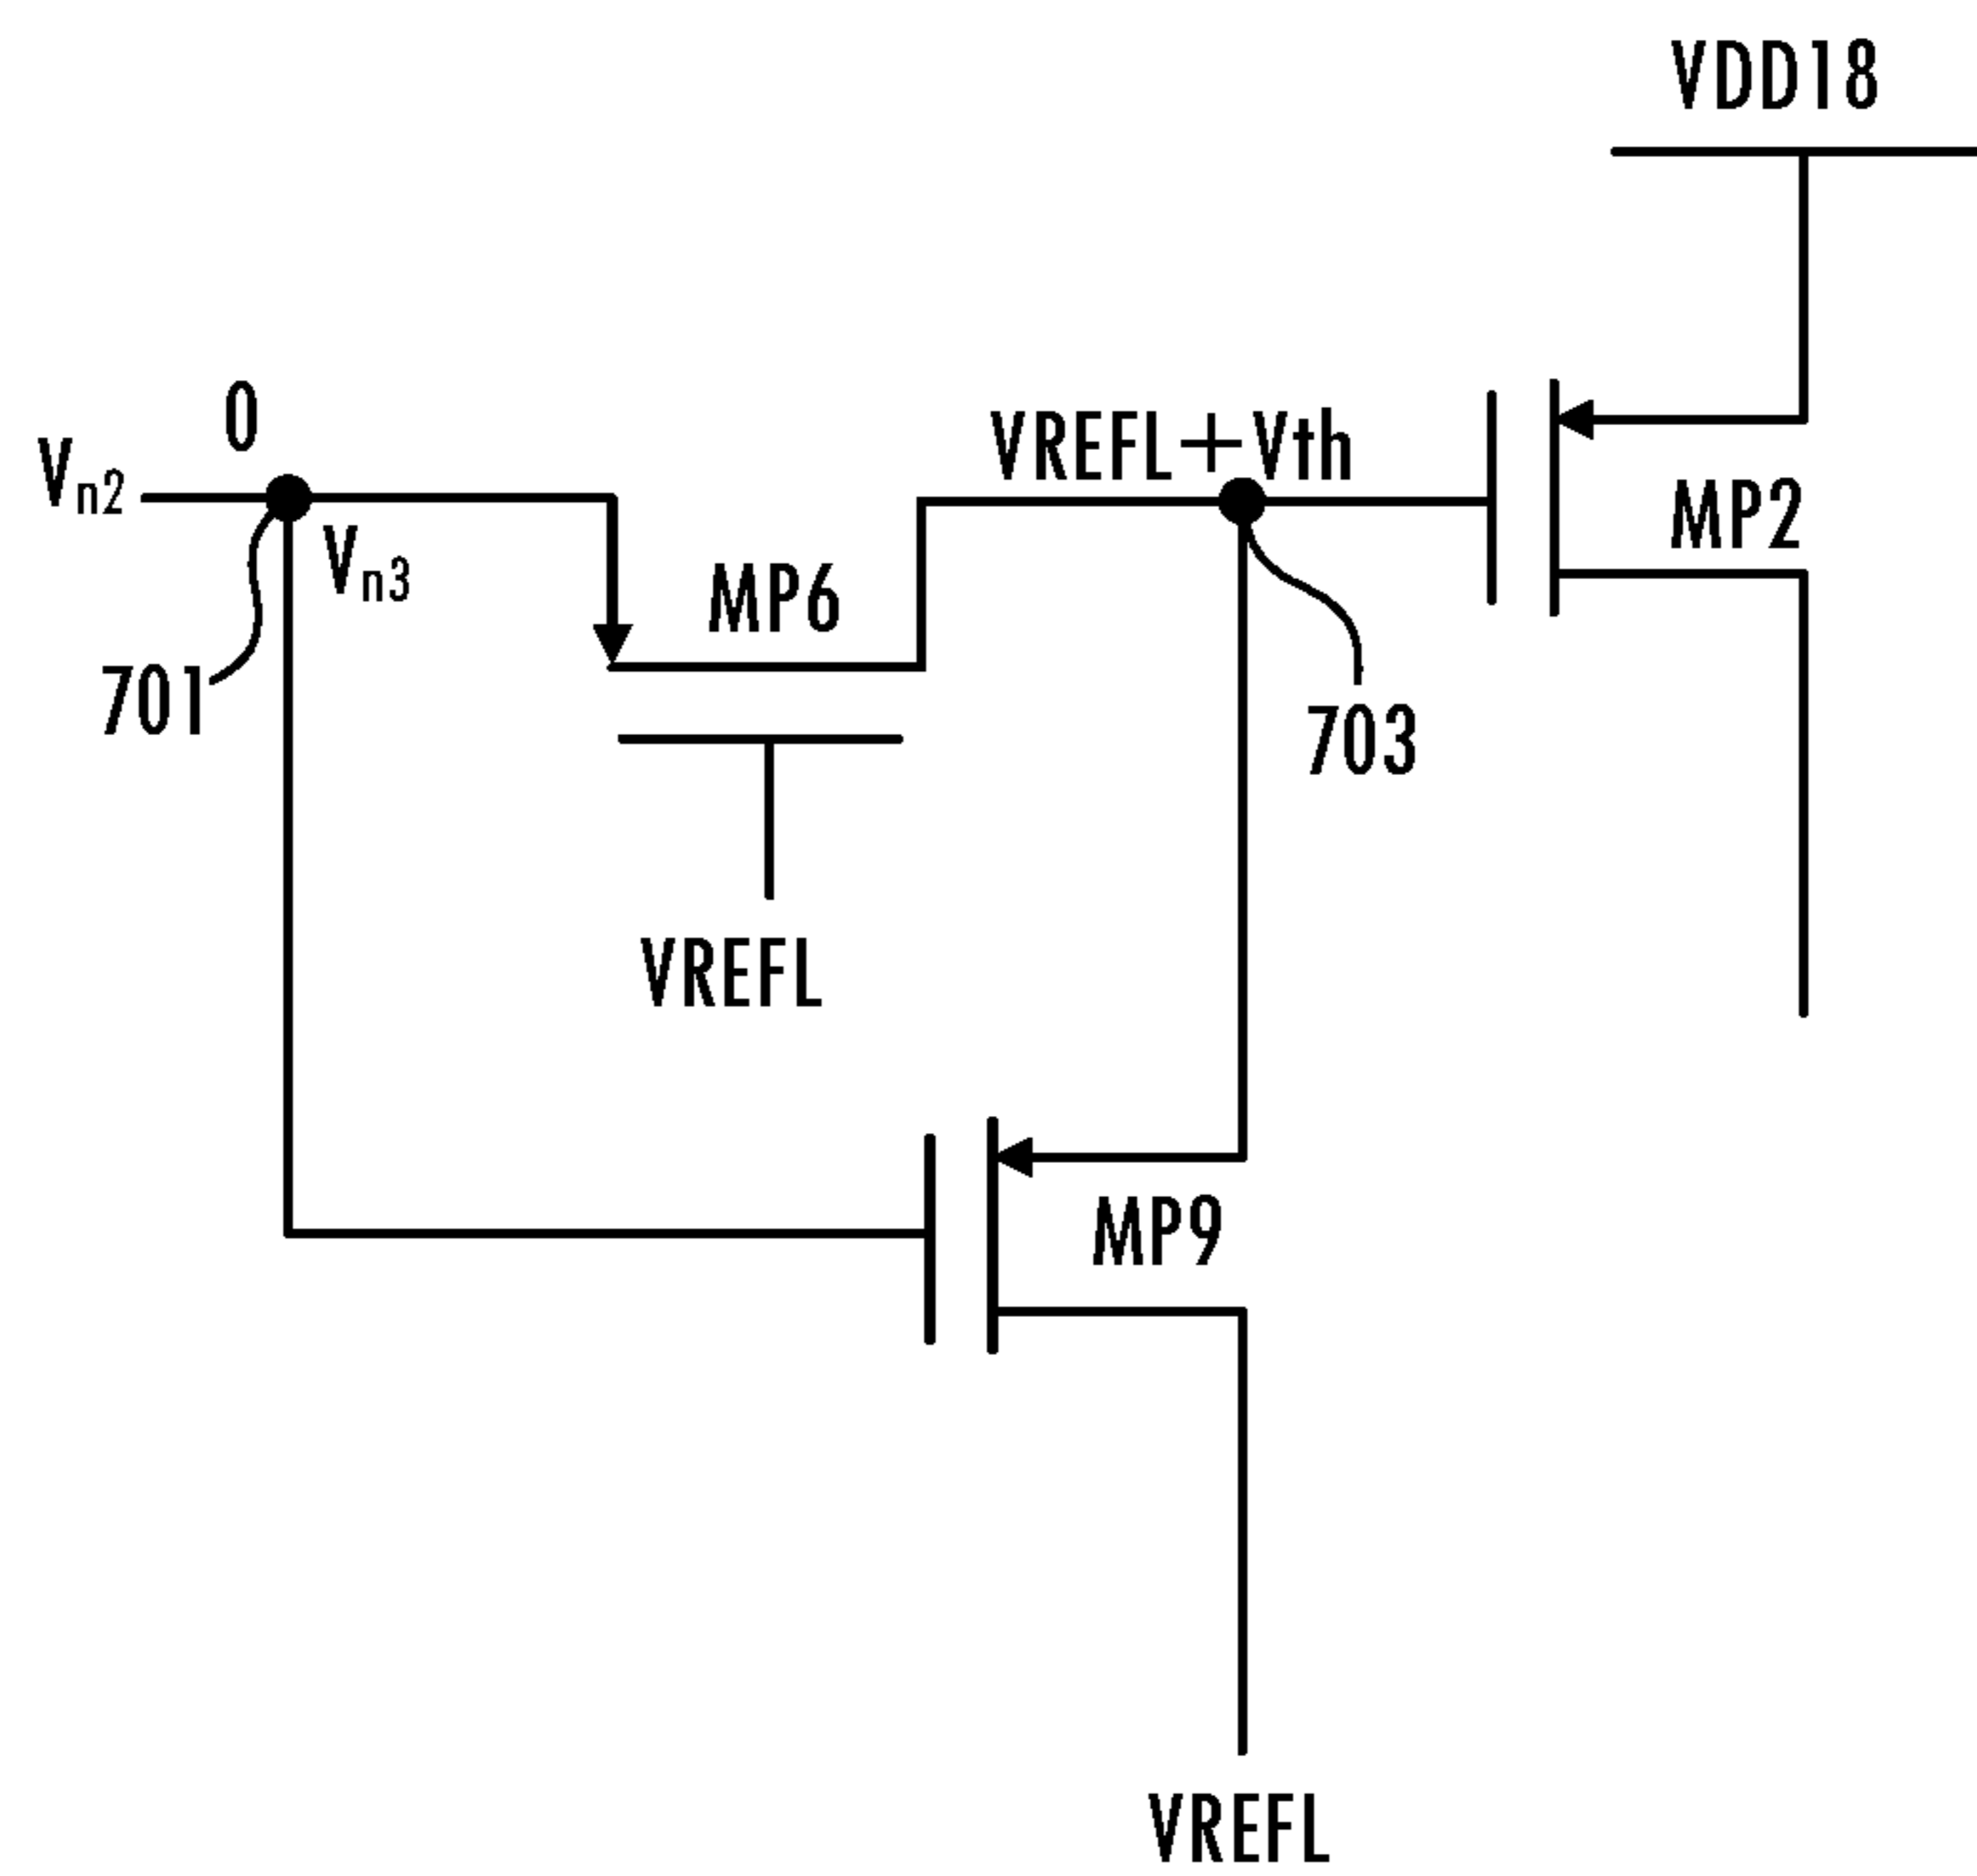 VDD18
0
VREFL+Vth
Vn2
MP2
Vn3
MP6
701
703
VREFL
MP9
VREFL